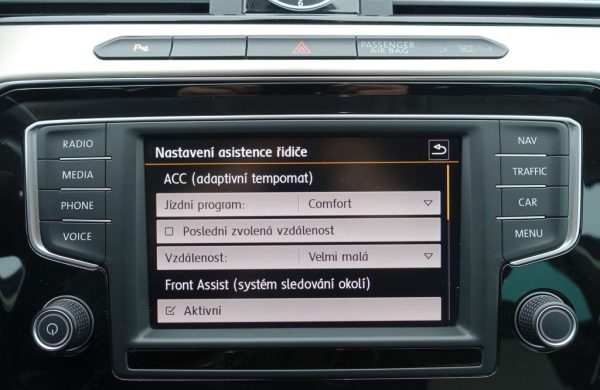 6
P
PASSENGER
AIR BAG
RADIO
MEDIA
PHONE
VOICE
Nastavení asistence řidiče
ACC (adaptivní tempomat)
Jízdní program: Comfort
Poslední zvolená vzdálenost
Vzdálenost: Velmi malá
Front Assist (systém sledování okolí)
Aktivní
NAV
TRAFFIC
CAR
MENU